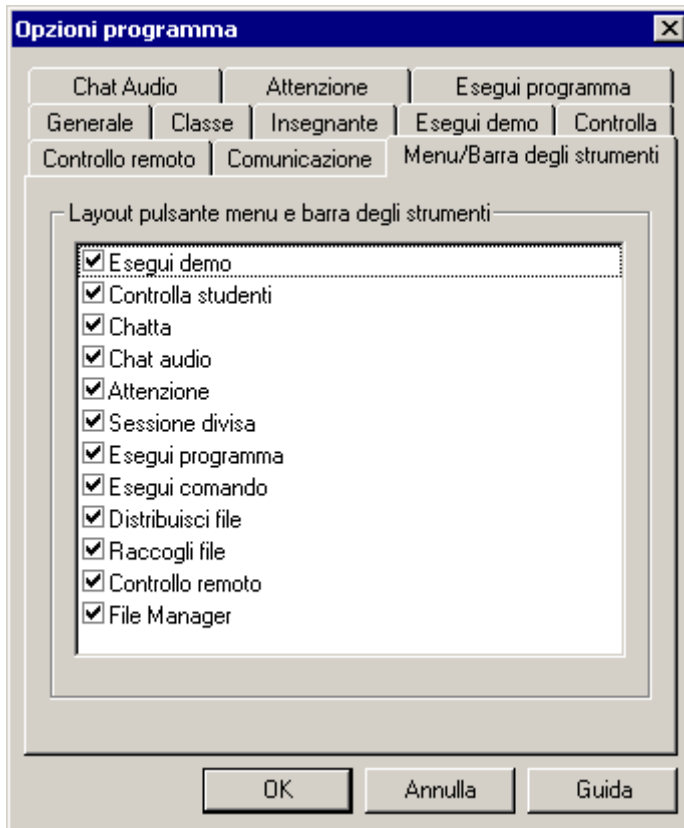 Opzioni programma
Chat Audio Attenzione Esegui programma
Generale Classe Insegnante Esegui demo Controlla
Controllo remoto Comunicazione Menu/Barra degli strumenti
Layout pulsante menu e barra degli strumenti
Esegui demo
Controlla studenti
Chatta
Chat audio
Attenzione
Sessione divisa
Esegui programma
Esegui comando
Distribuisci file
Raccogli file
Controllo remoto
File Manager
OK Annulla Guida